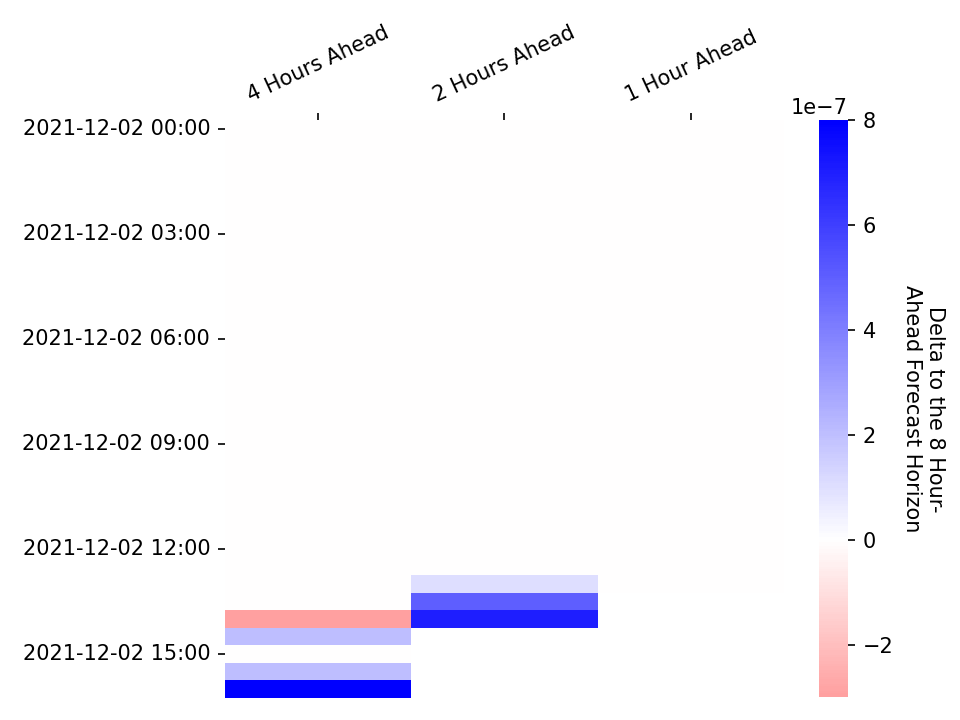 4 Hours Ahead
2 Hours Ahead
1 Hour Ahead
2021-12-02 00:00
2021-12-02 03:00
2021-12-02 06:00
2021-12-02 09:00
2021-12-02 12:00
2021-12-02 15:00
1e−7
8
6
4
2
0
−2
Delta to the 8 Hour-
Ahead Forecast Horizon